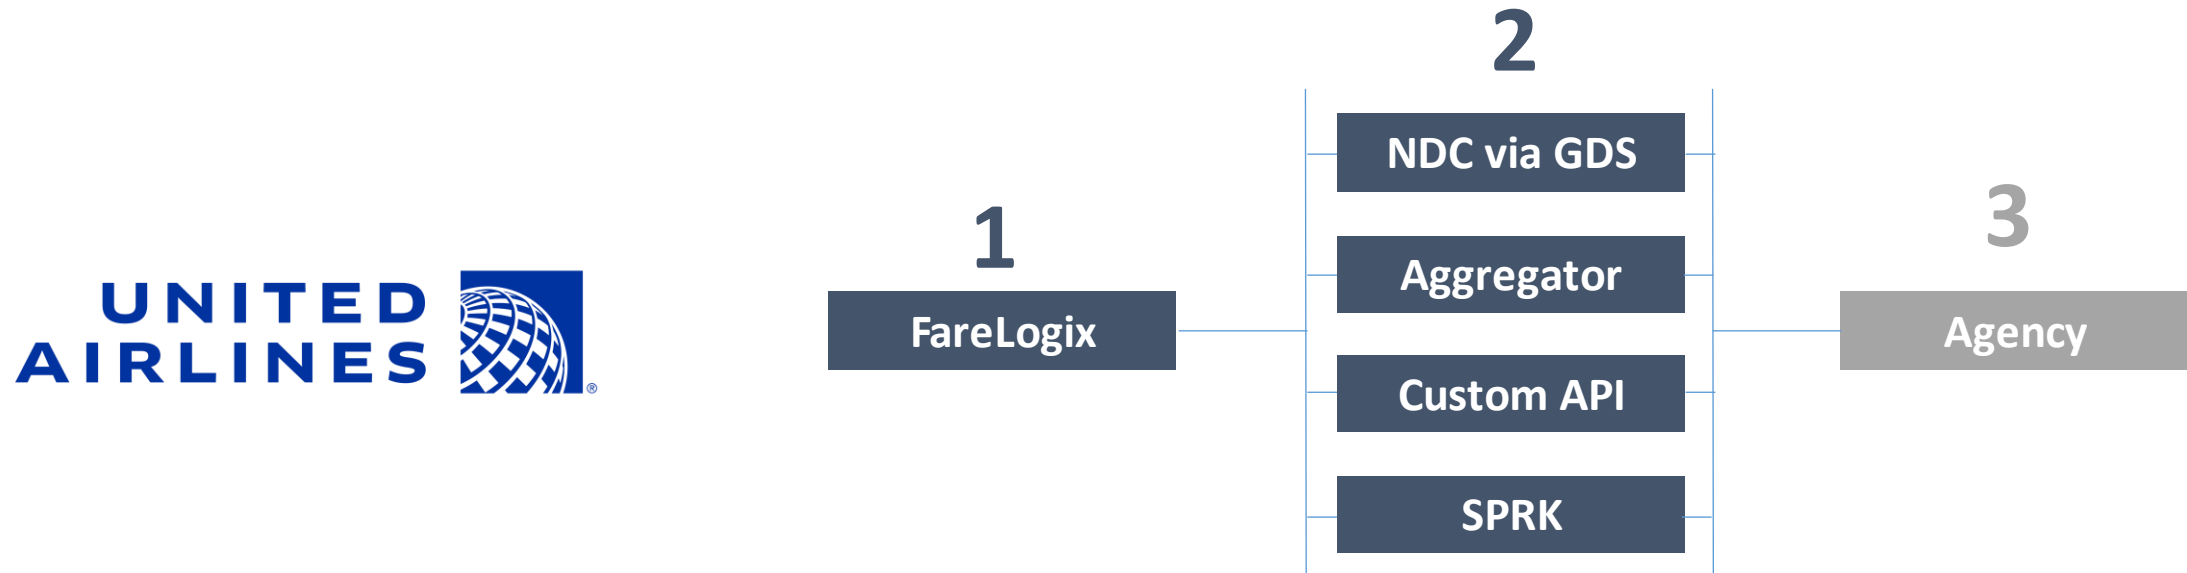 UNITED
AIRLINES
®
1
FareLogix
2
NDC via GDS
Aggregator
Custom API
SPRK
3
Agency